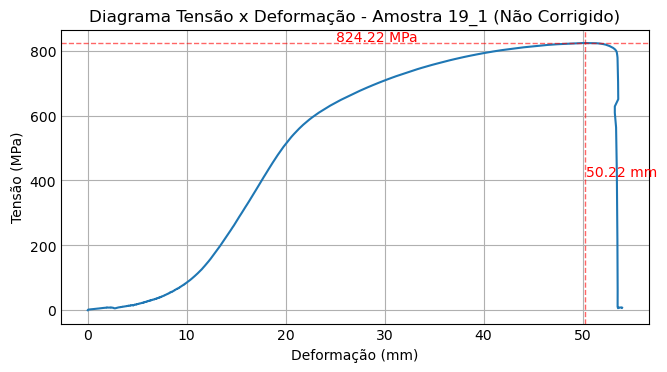 Diagrama Tensão x Deformação - Amostra 19_1 (Não Corrigido)
824.22 MPa
800
600
400
200
0
Tensão (MPa)
50.22 mm
0 10 20 30 40 50
Deformação (mm)